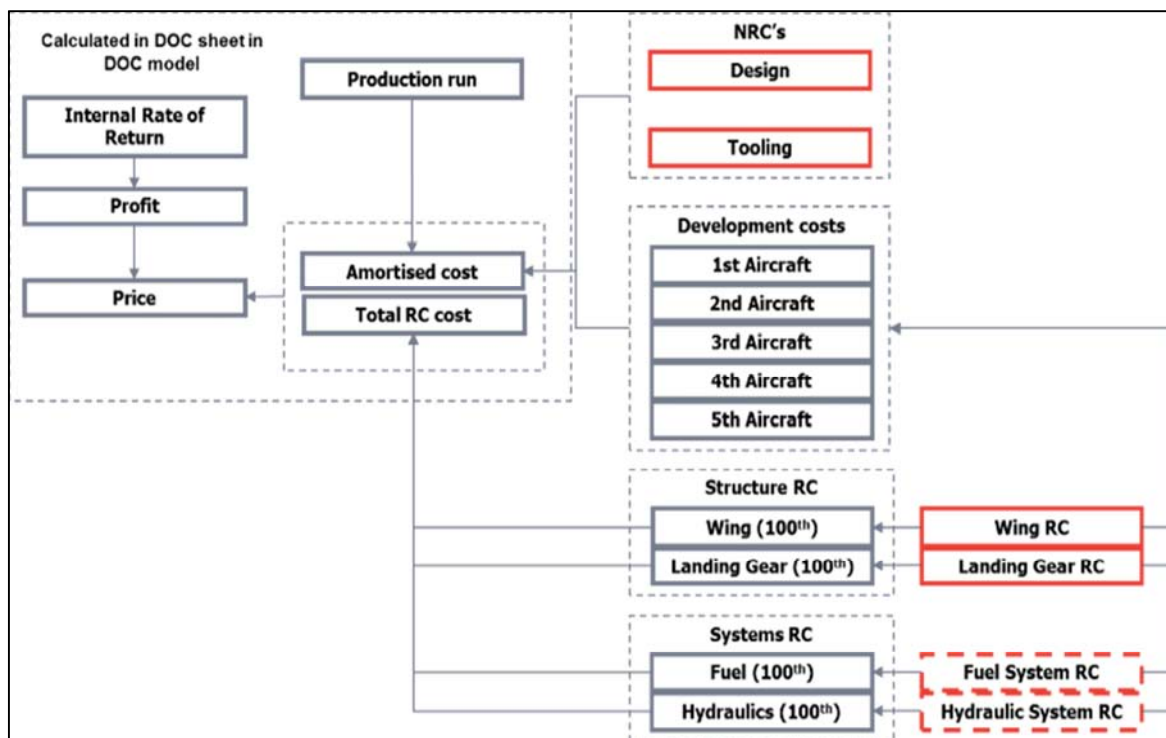 Calculated in DOC sheet in
DOC model
Internal Rate of
Return
Profit
Price
Production run
Amortised cost
Total RC cost
NRC's
Design
Tooling
Development costs
1st Aircraft
2nd Aircraft
3rd Aircraft
4th Aircraft
5th Aircraft
Structure RC
Wing (100th)
Wing RC
Landing Gear (100th)
Landing Gear RC
Systems RC
Fuel (100th)
Fuel System RC
Hydraulics (100th)
Hydraulic System RC